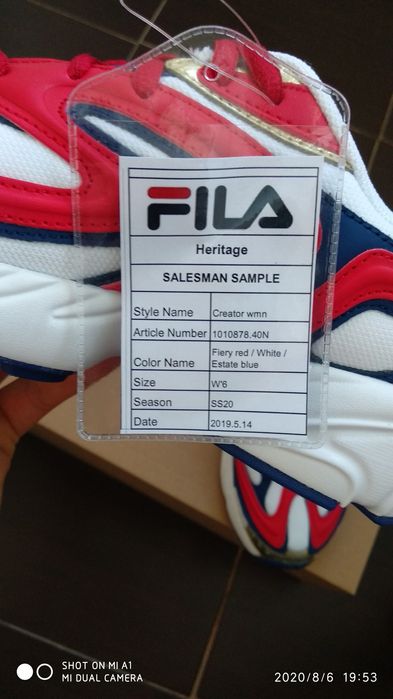 FILA
Heritage
SALESMAN SAMPLE
Style Name Creator wmn
Article Number 1010878.40N
Color Name Fiery red / White / Estate blue
Size W'6
Season SS20
Date 2019.5.14
SHOT ON MI A1
MI DUAL CAMERA
2020/8/6 19:53